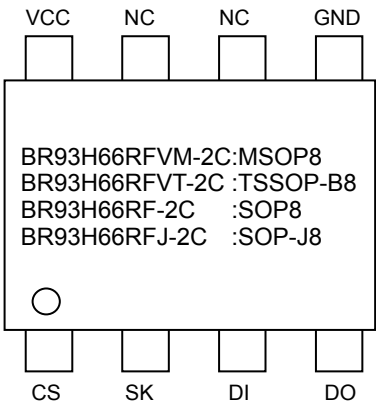 VCC NC NC GND
BR93H66RFVM-2C:MSOP8
BR93H66RFVT-2C :TSSOP-B8
BR93H66RF-2C :SOP8
BR93H66RFJ-2C :SOP-J8
CS SK DI DO